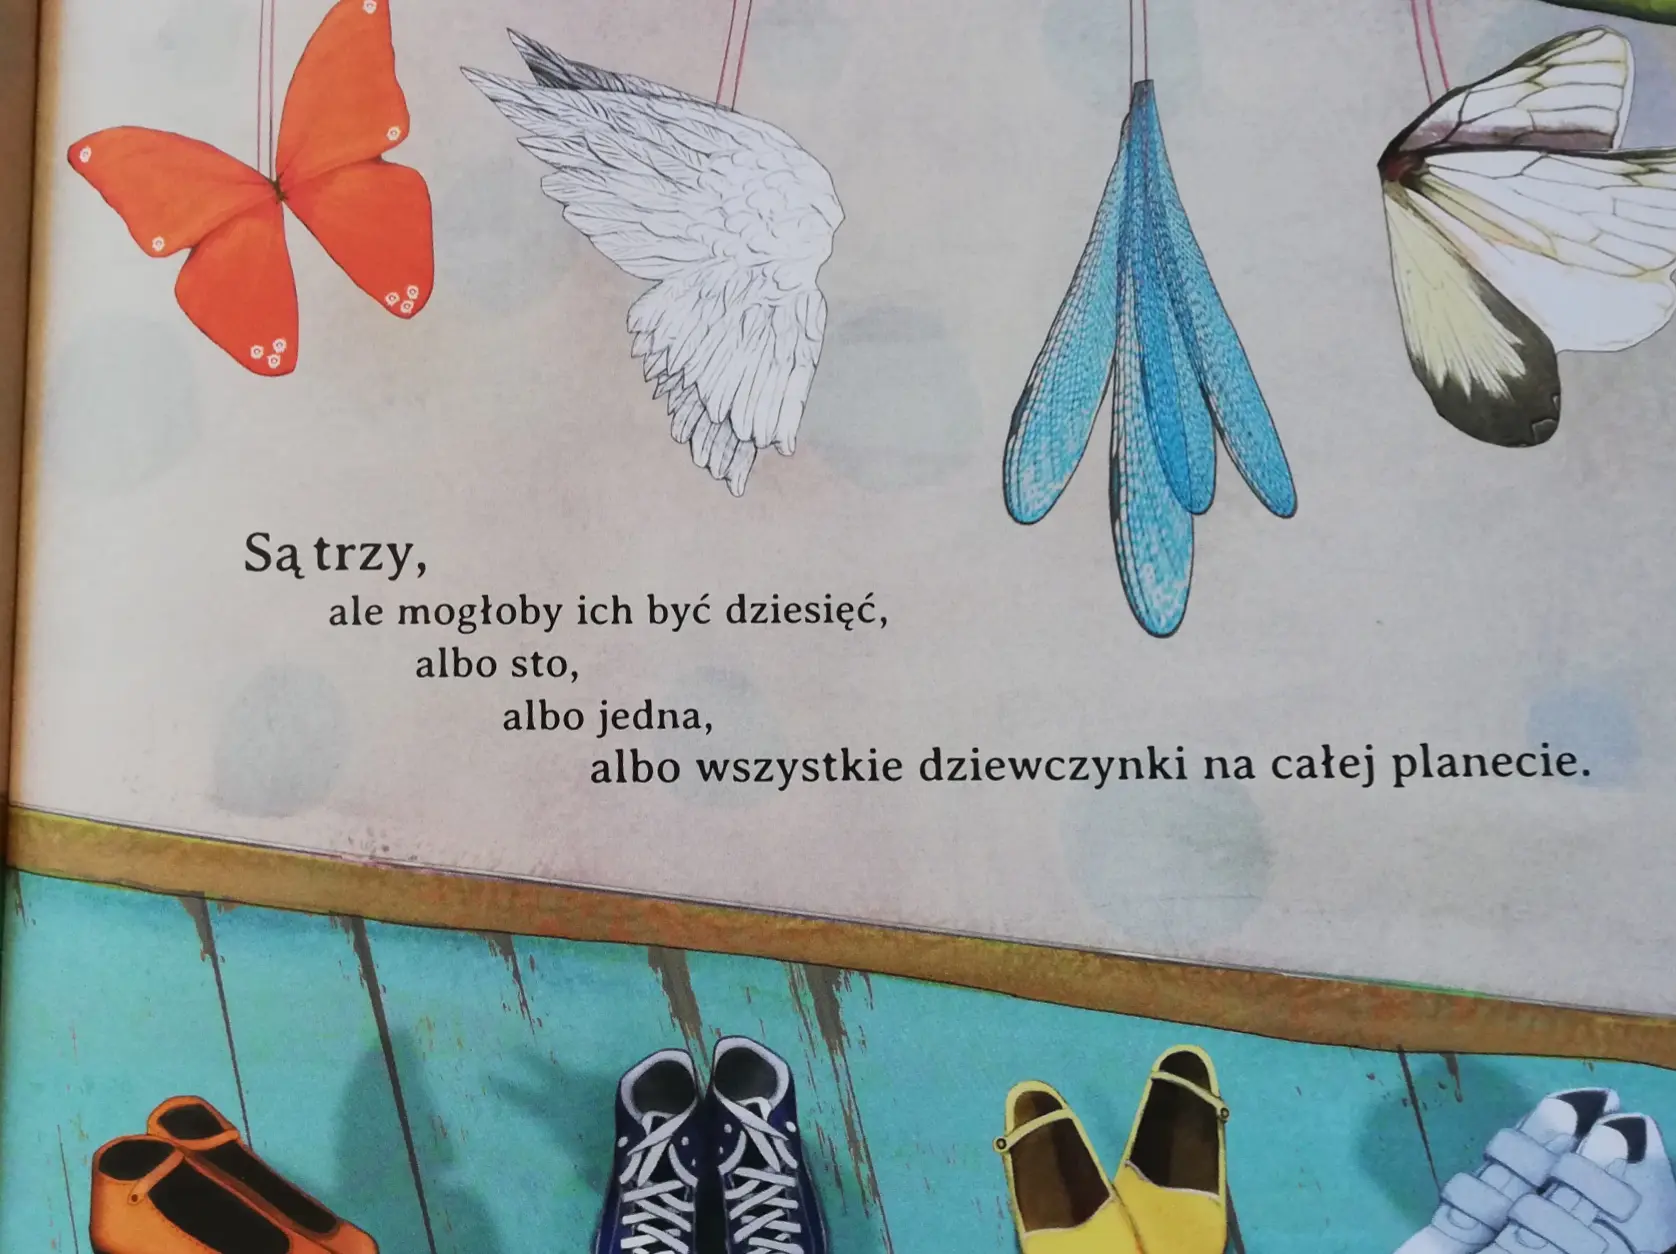 Są trzy,
ale mogłoby ich być dziesięć,
albo sto,
albo jedna,
albo wszystkie dziewczynki na całej planecie.